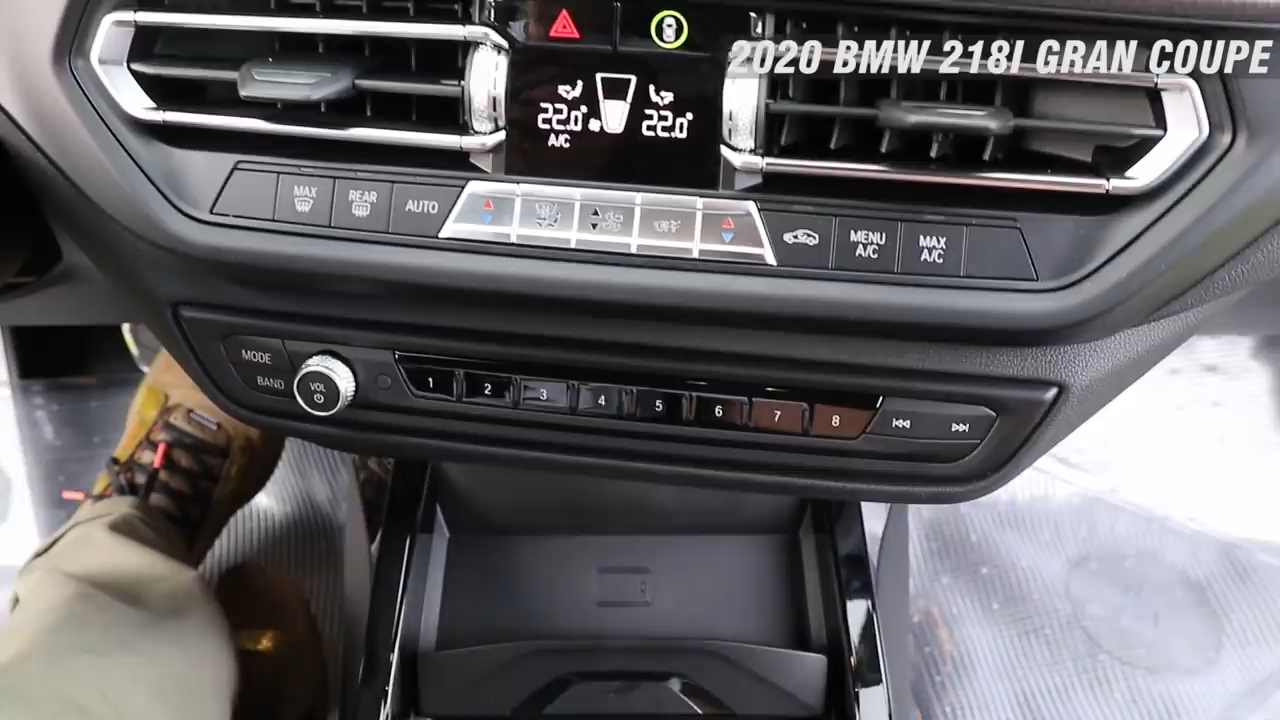 2020 BMW 218I GRAN COUPE
22.0°
22.0°
A/C
MAX
REAR
AUTO
MENU
A/C
MAX
A/C
MODE
BAND
VOL
1
2
3
4
5
6
7
8